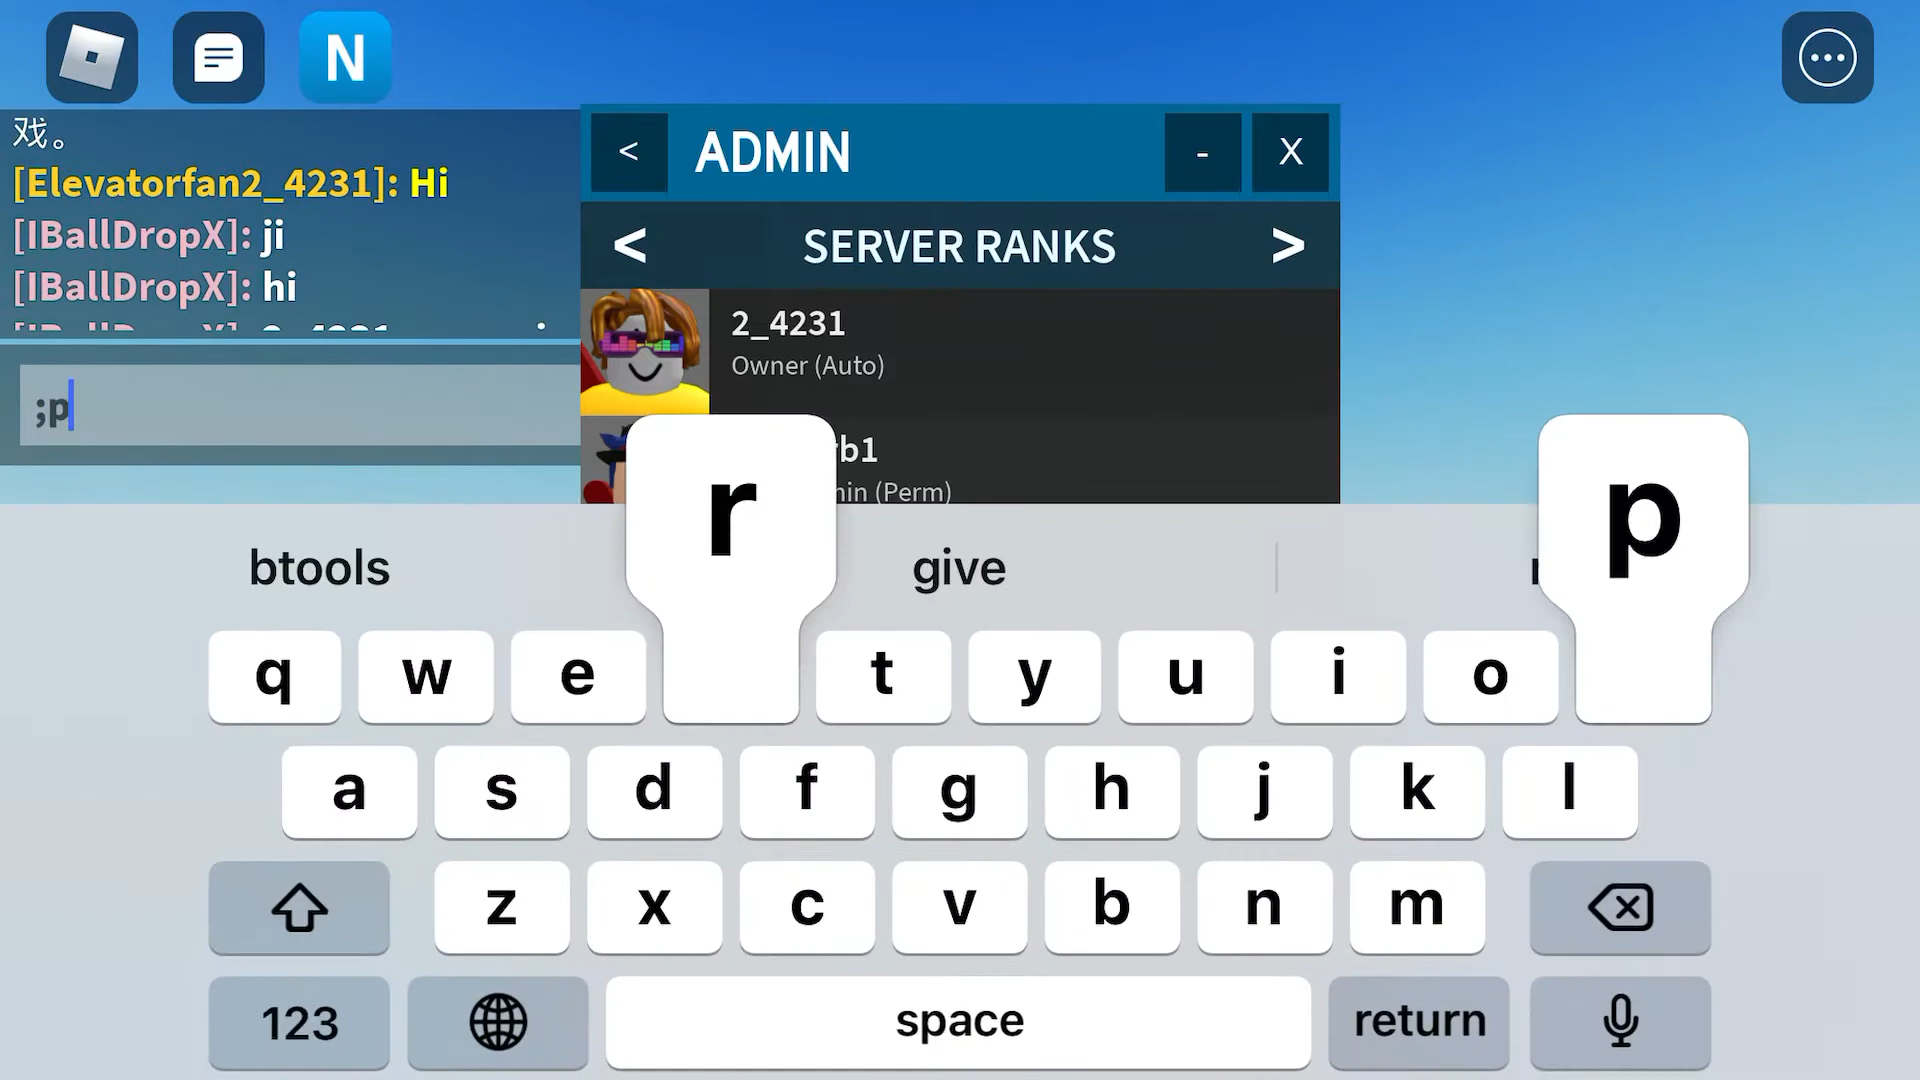 N
戏。
[Elevatorfan2_4231]: Hi
[IBallDropX]: ji
[IBallDropX]: hi
;p
< ADMIN - X
< SERVER RANKS >
2_4231
Owner (Auto)
b1
(Perm)
btools give
q w e r t y u i o p
a s d f g h j k l
z x c v b n m
123 space return